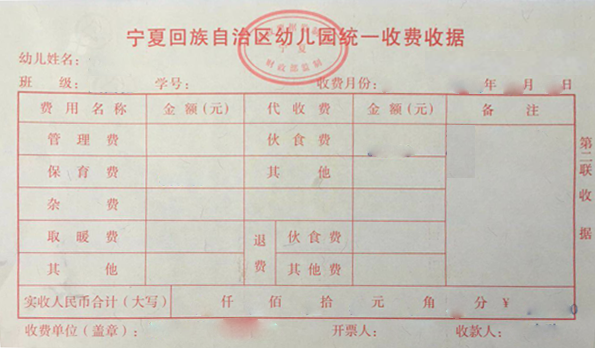 宁夏回族自治区幼儿园统一收费收据
宁夏
财政部监制
幼儿姓名:
班 级: 学号: 收费月份: 年 月 日
费用名称 金额(元) 代收费 金额(元) 备 注
管理费 伙食费
保育费 其 他
杂 费
取暖费 退费 伙食费
其 他 其他费
实收人民币合计(大写) 仟 佰 拾 元 角 分 ¥
收费单位(盖章): 开票人: 收款人:
第二联收据